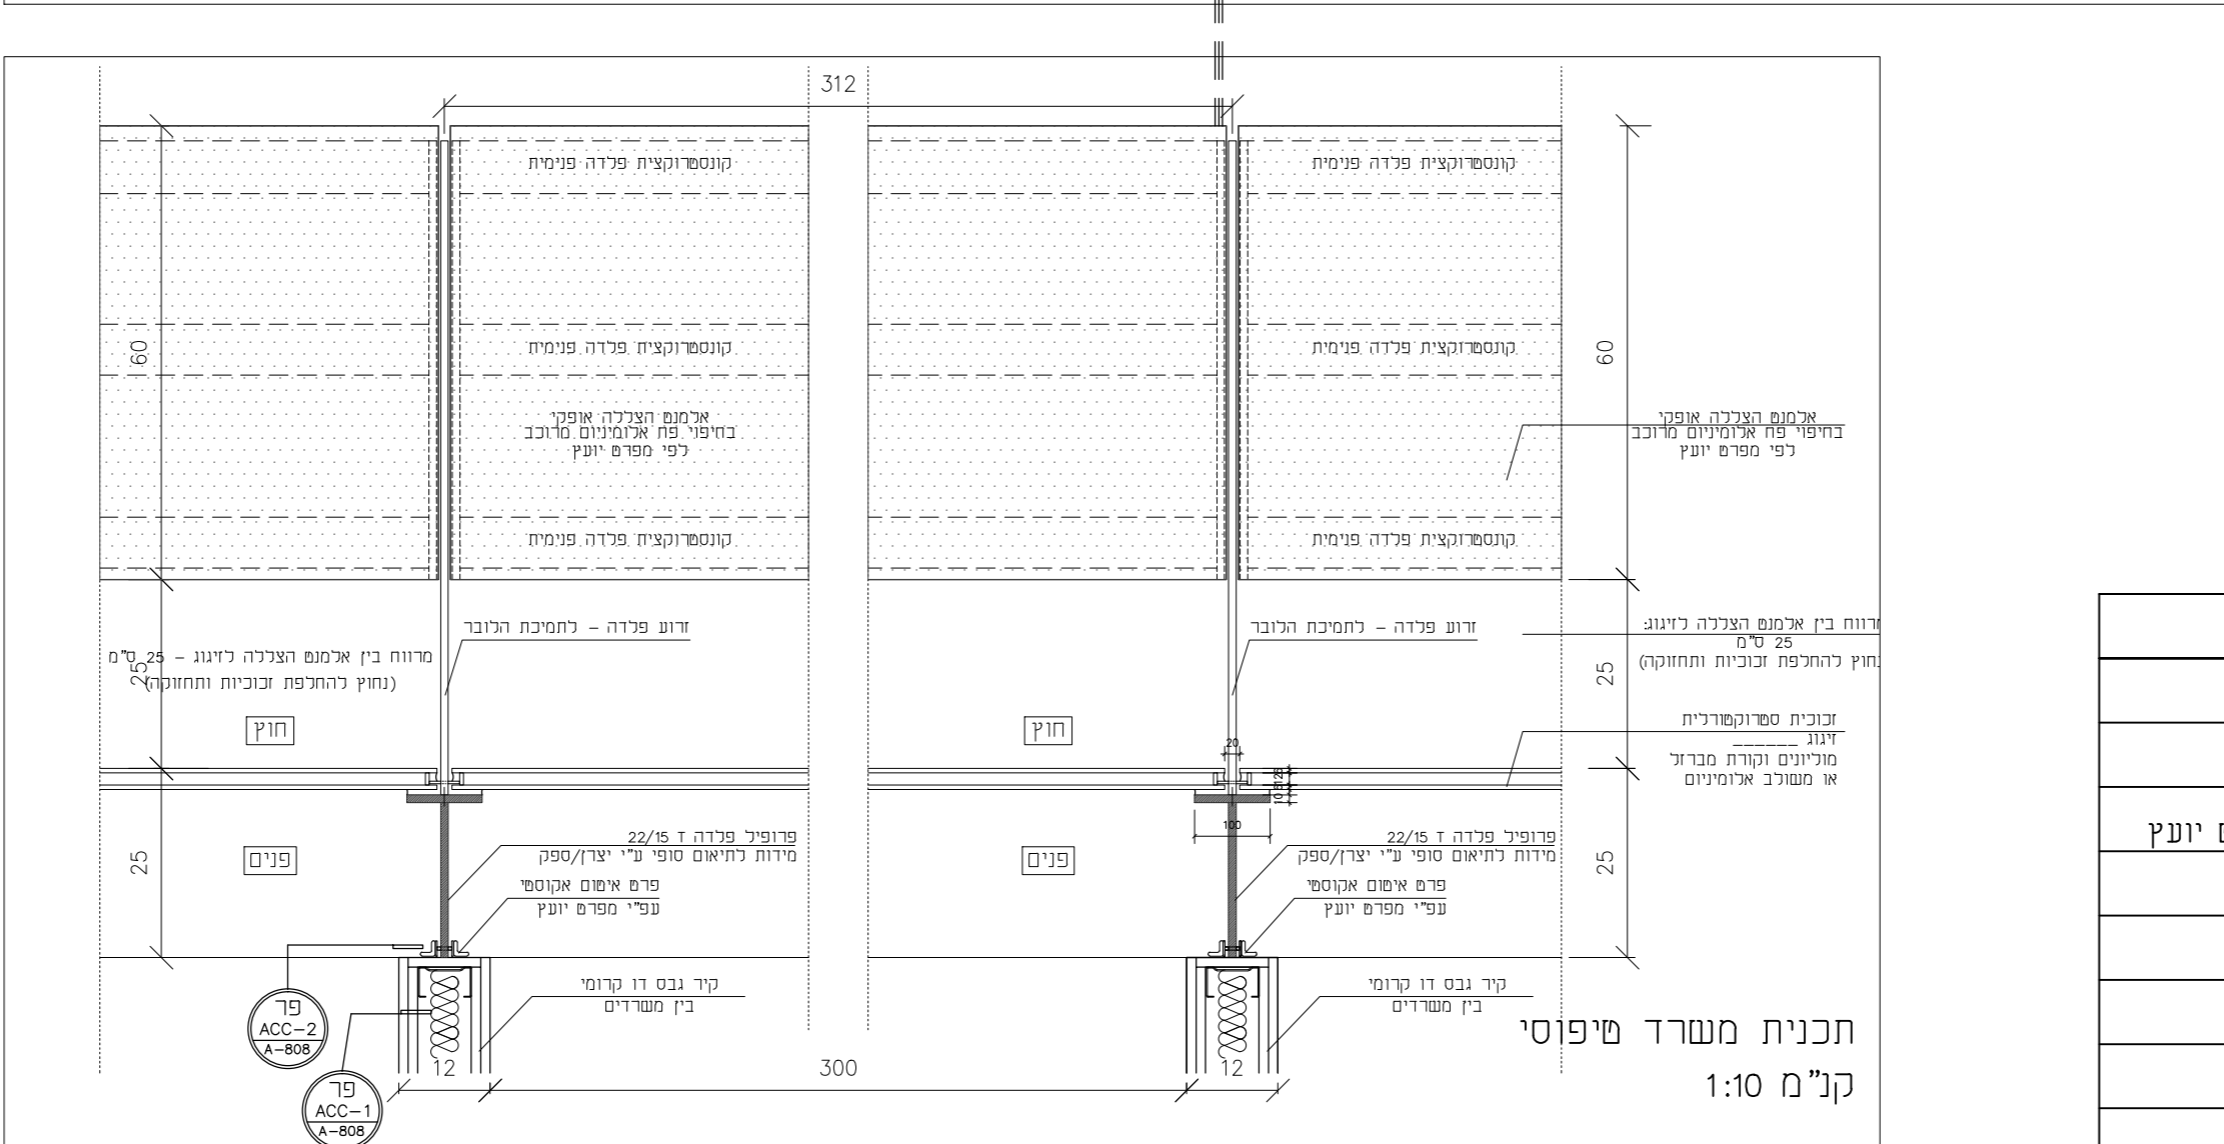 312
קונסטרוקצית פלדה פנימית
קונסטרוקצית פלדה פנימית
60
קונסטרוקצית פלדה פנימית
קונסטרוקצית פלדה פנימית
60
אלמנט הצללה אופקי
בחיפוי פח אלומיניום מרוכב
לפי מפרט יועץ
אלמנט הצללה אופקי
בחיפוי פח אלומיניום מרוכב
לפי מפרט יועץ
קונסטרוקצית פלדה פנימית
קונסטרוקצית פלדה פנימית
זרוע פלדה – לתמיכת הלובר
זרוע פלדה – לתמיכת הלובר
מרווח בין אלמנט הצללה לזיגוג:
25 ס"מ
(נחוץ להחלפת זכוכיות ותחזוקה)
מרווח בין אלמנט הצללה לזיגוג – 25 ס"מ
(נחוץ להחלפת זכוכיות ותחזוקה)
25
25
חוץ
חוץ
20
זכוכית סטרוקטורלית
זיגוג ______
מוליונים וקורת מברזל
או משולב אלומיניום
100
פרופיל פלדה T 22/15
מידות לתיאום סופי ע"י יצרן/ספק
פרופיל פלדה T 22/15
מידות לתיאום סופי ע"י יצרן/ספק
25
פנים
פנים
25
פרט איטום אקוסטי
עפ"י מפרט יועץ
פרט איטום אקוסטי
עפ"י מפרט יועץ
קיר גבס דו קרומי
בין משרדים
קיר גבס דו קרומי
בין משרדים
פר
ACC-2
A-808
פר
ACC-1
A-808
12
300
12
תכנית משרד טיפוסי
קנ"מ 1:10
יועץ